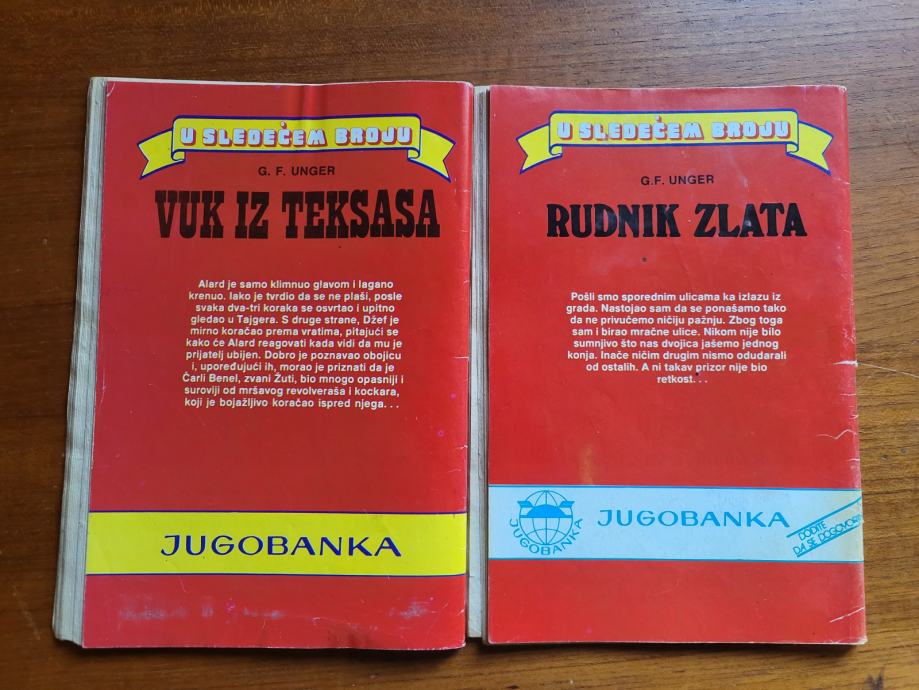 U SLEDEĆEM BROJU
G. F. UNGER
VUK IZ TEKSASA
Alard je samo klimnuo glavom i lagano
krenuo. Iako je tvrdio da se ne plaši, posle
svaka dva-tri koraka se osvrtao i upitno
gledao u Tajgera. S druge strane, Džef je
mirno koračao prema vratima, pitajući se
kako će Alard reagovati kada vidi da mu je
prijatelj ubijen. Dobro je poznavao obojicu
i, upoređujući ih, morao je priznati da je
Čarli Benel, zvani Žuti, bio mnogo opasniji i
suroviji od mršavog revolveraša i kockara,
koji je bojažljivo koračao ispred njega. . .
JUGOBANKA
U SLEDEĆEM BROJU
G.F. UNGER
RUDNIK ZLATA
Pošli smo sporednim ulicama ka izlazu iz
grada. Nastojao sam da se ponašamo tako
da ne privučemo ničiju pažnju. Zbog toga
sam i birao mračne ulice. Nikom nije bilo
sumnjivo što nas dvojica jašemo jednog
konja. Inače ničim drugim nismo odudarali
od ostalih. A ni takav prizor nije bio
retkost. . .
JUGOBANKA
JUGOBANKA
DOĐITE
DA SE DOGOVOR